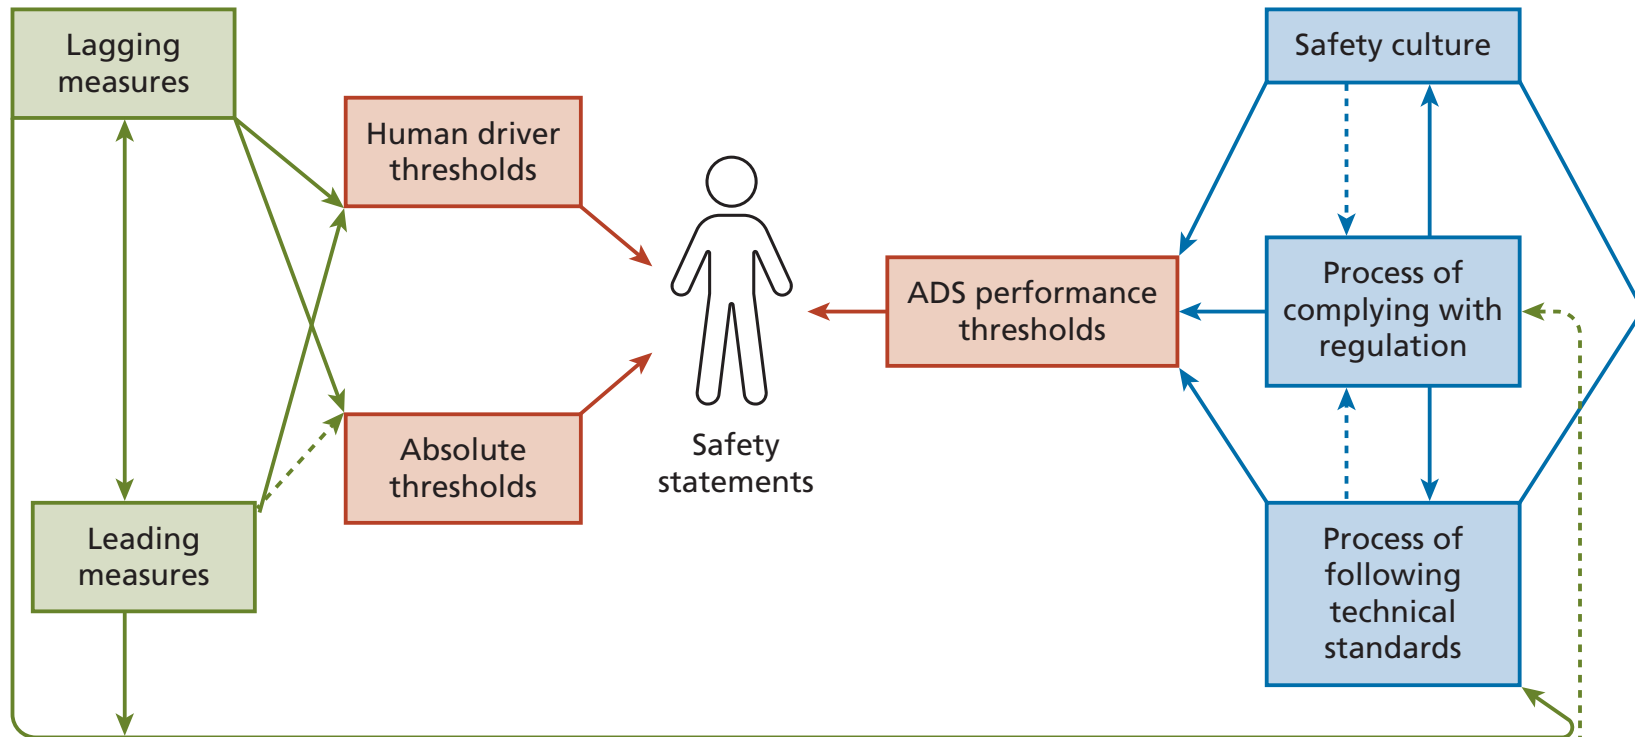 Lagging
measures
Human driver
thresholds
Absolute
thresholds
Leading
measures
Safety
statements
ADS performance
thresholds
Safety culture
Process of
complying with
regulation
Process of
following
technical
standards